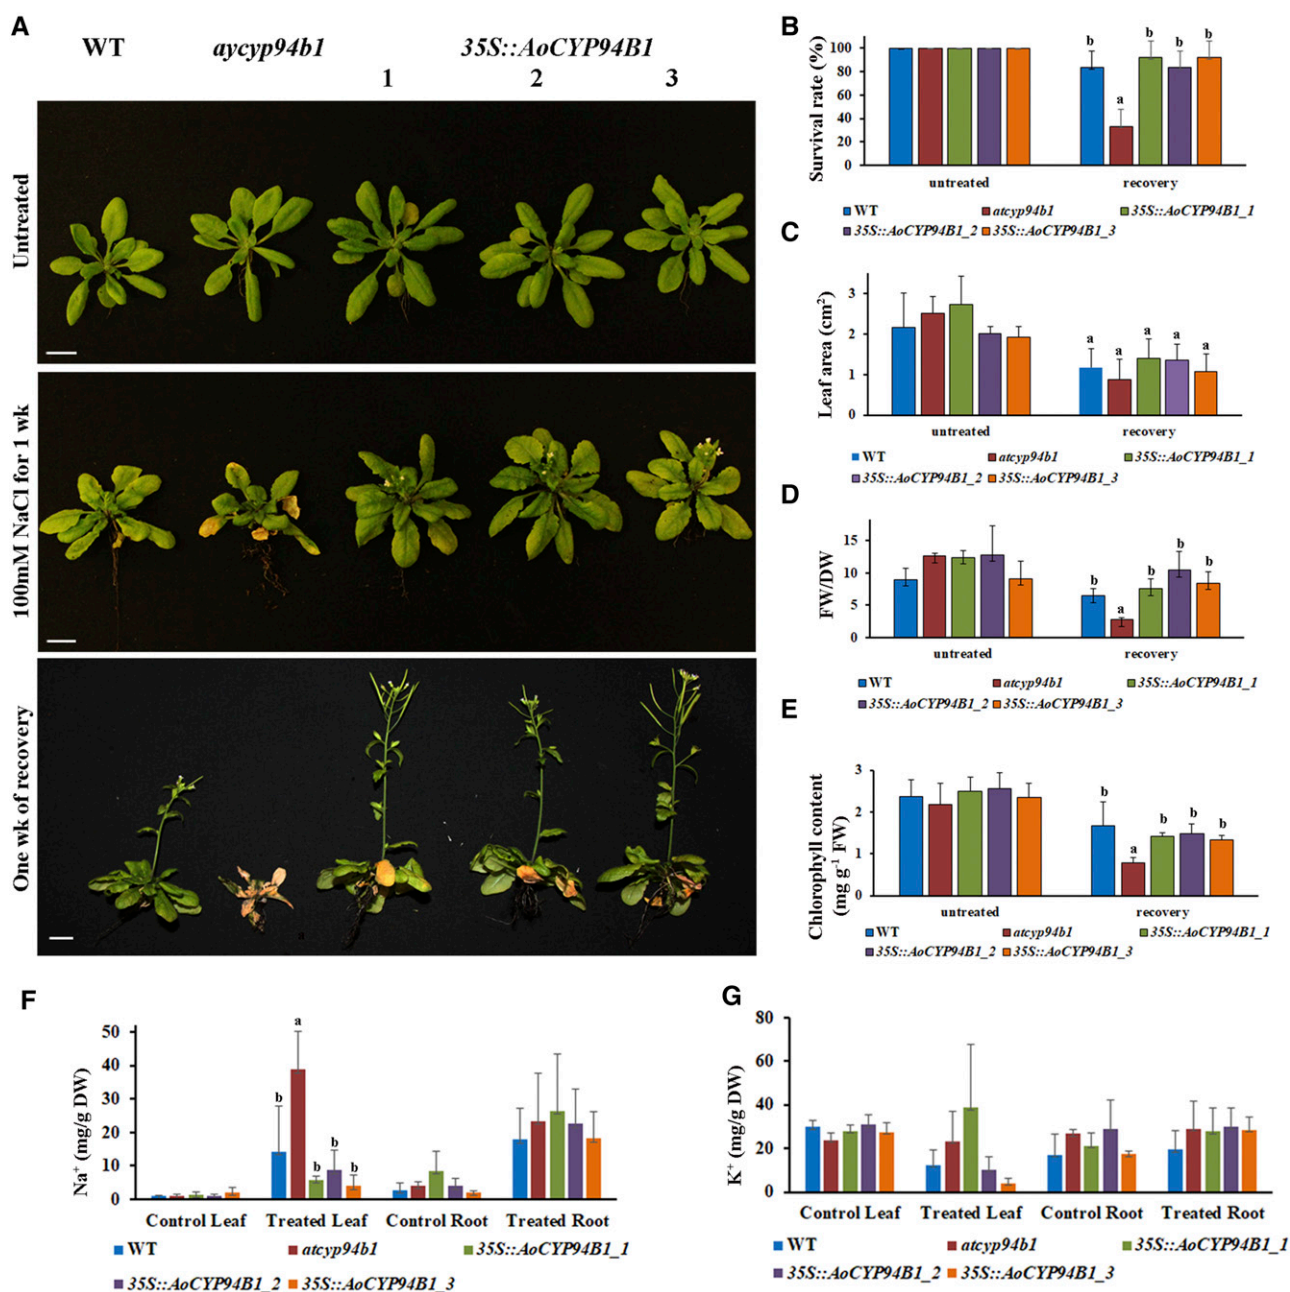 A
WT aycyp94b1 35S::AoCYP94B1
1 2 3
Untreated
100mM NaCl for 1 wk
One wk of recovery
a
B
Survival rate (%)
100
80
60
40
20
0
b a b b b
untreated recovery
WT atcyp94b1 35S::AoCYP94B1_1
35S::AoCYP94B1_2 35S::AoCYP94B1_3
C
Leaf area (cm²)
3
2
1
0
a a a a a
untreated recovery
WT atcyp94b1 35S::AoCYP94B1_1
35S::AoCYP94B1_2 35S::AoCYP94B1_3
D
FW/DW
15
10
5
0
b a b b b
untreated recovery
WT atcyp94b1 35S::AoCYP94B1_1
35S::AoCYP94B1_2 35S::AoCYP94B1_3
E
Chlorophyll content
(mg g⁻¹ FW)
3
2
1
0
b a b b b
untreated recovery
WT atcyp94b1 35S::AoCYP94B1_1
35S::AoCYP94B1_2 35S::AoCYP94B1_3
F
Na⁺ (mg/g DW)
50
40
30
20
10
0
b a b b b
Control Leaf Treated Leaf Control Root Treated Root
WT atcyp94b1 35S::AoCYP94B1_1
35S::AoCYP94B1_2 35S::AoCYP94B1_3
G
K⁺ (mg/g DW)
80
60
40
20
0
Control Leaf Treated Leaf Control Root Treated Root
WT atcyp94b1 35S::AoCYP94B1_1
35S::AoCYP94B1_2 35S::AoCYP94B1_3